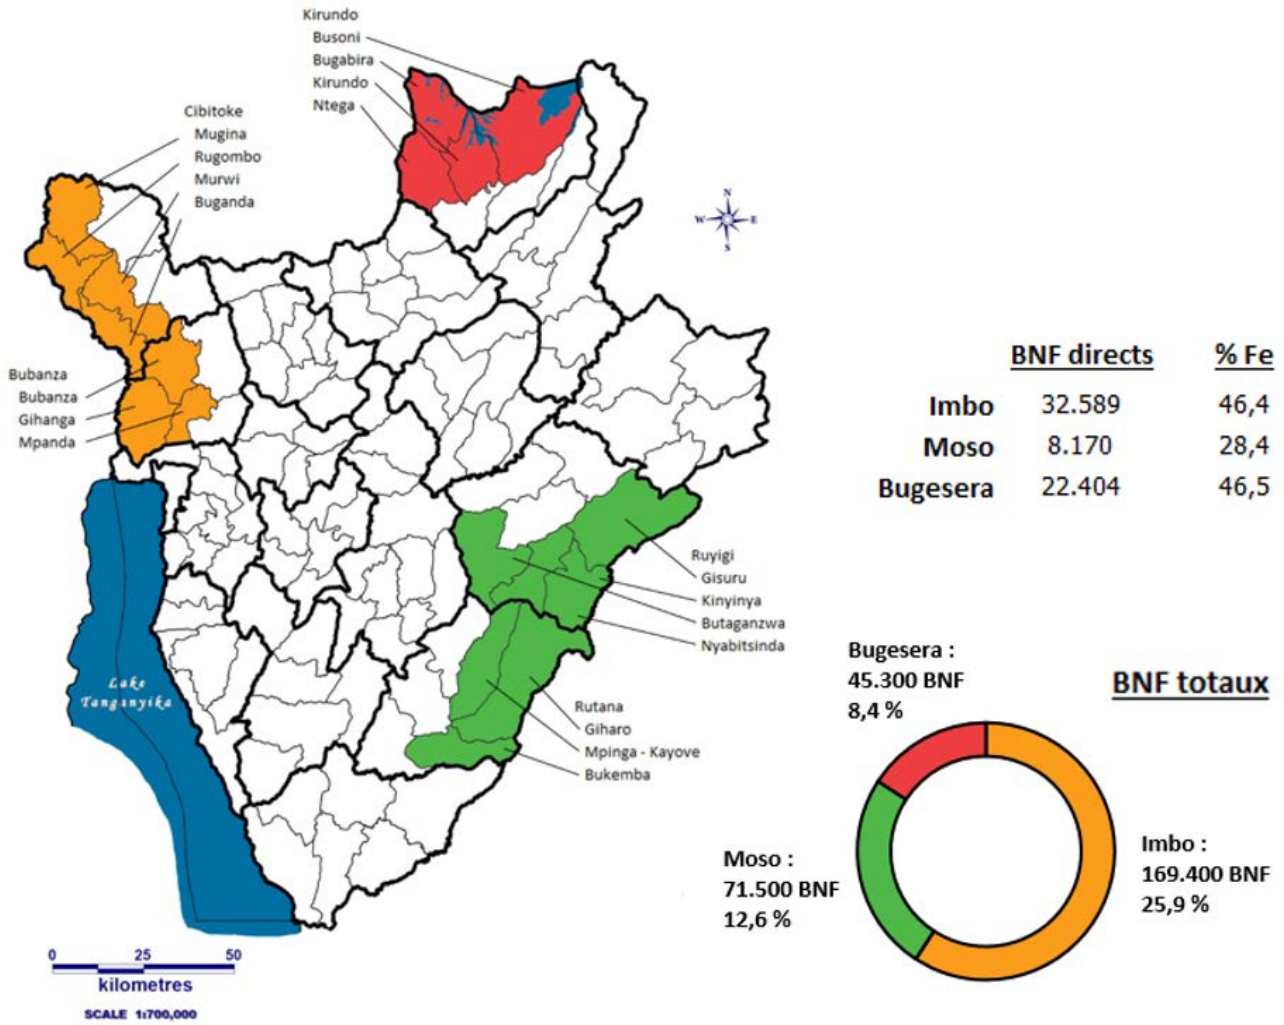 Kirundo
Busoni
Bugabira
Kirundo
Ntega
Cibitoke
Mugina
Rugombo
Murwi
Buganda
N
W E
S
Bubanza
Bubanza
Gihanga
Mpanda
BNF directs % Fe
Imbo 32.589 46,4
Moso 8.170 28,4
Bugesera 22.404 46,5
Ruyigi
Gisuru
Kinyinya
Butaganzwa
Nyabitsinda
Lake
Tanganyika
Rutana
Giharo
Mpinga - Kayove
Bukemba
BNF totaux
Bugesera :
45.300 BNF
8,4 %
Moso :
71.500 BNF
12,6 %
Imbo :
169.400 BNF
25,9 %
0 25 50
kilometres
SCALE 1:700,000